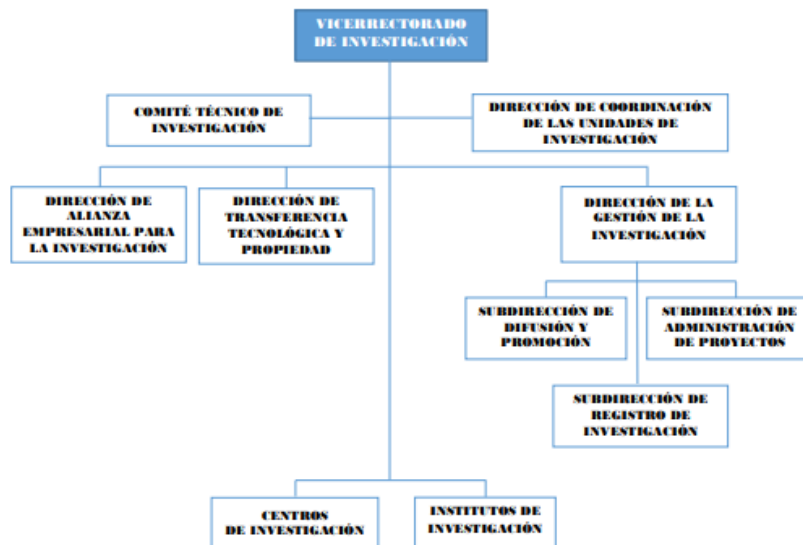 VICERRECTORADO
DE INVESTIGACIÓN
COMITÉ TÉCNICO DE
INVESTIGACIÓN
DIRECCIÓN DE COORDINACIÓN
DE LAS UNIDADES DE
INVESTIGACIÓN
DIRECCIÓN DE
ALIANZA
EMPRESARIAL PARA
LA INVESTIGACIÓN
DIRECCIÓN DE
TRANSFERENCIA
TECNOLÓGICA Y
PROPIEDAD
DIRECCIÓN DE LA
GESTIÓN DE LA
INVESTIGACIÓN
SUBDIRECCIÓN DE
DIFUSIÓN Y
PROMOCIÓN
SUBDIRECCIÓN DE
ADMINISTRACIÓN
DE PROYECTOS
SUBDIRECCIÓN DE
REGISTRO DE
INVESTIGACIÓN
CENTROS
DE INVESTIGACIÓN
INSTITUTOS DE
INVESTIGACIÓN